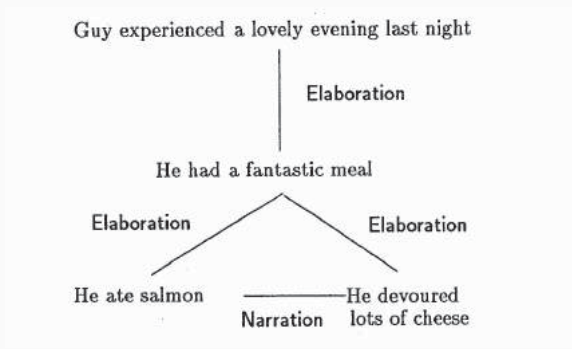 Guy experienced a lovely evening last night
Elaboration
He had a fantastic meal
Elaboration
Elaboration
He ate salmon
He devoured
lots of cheese
Narration